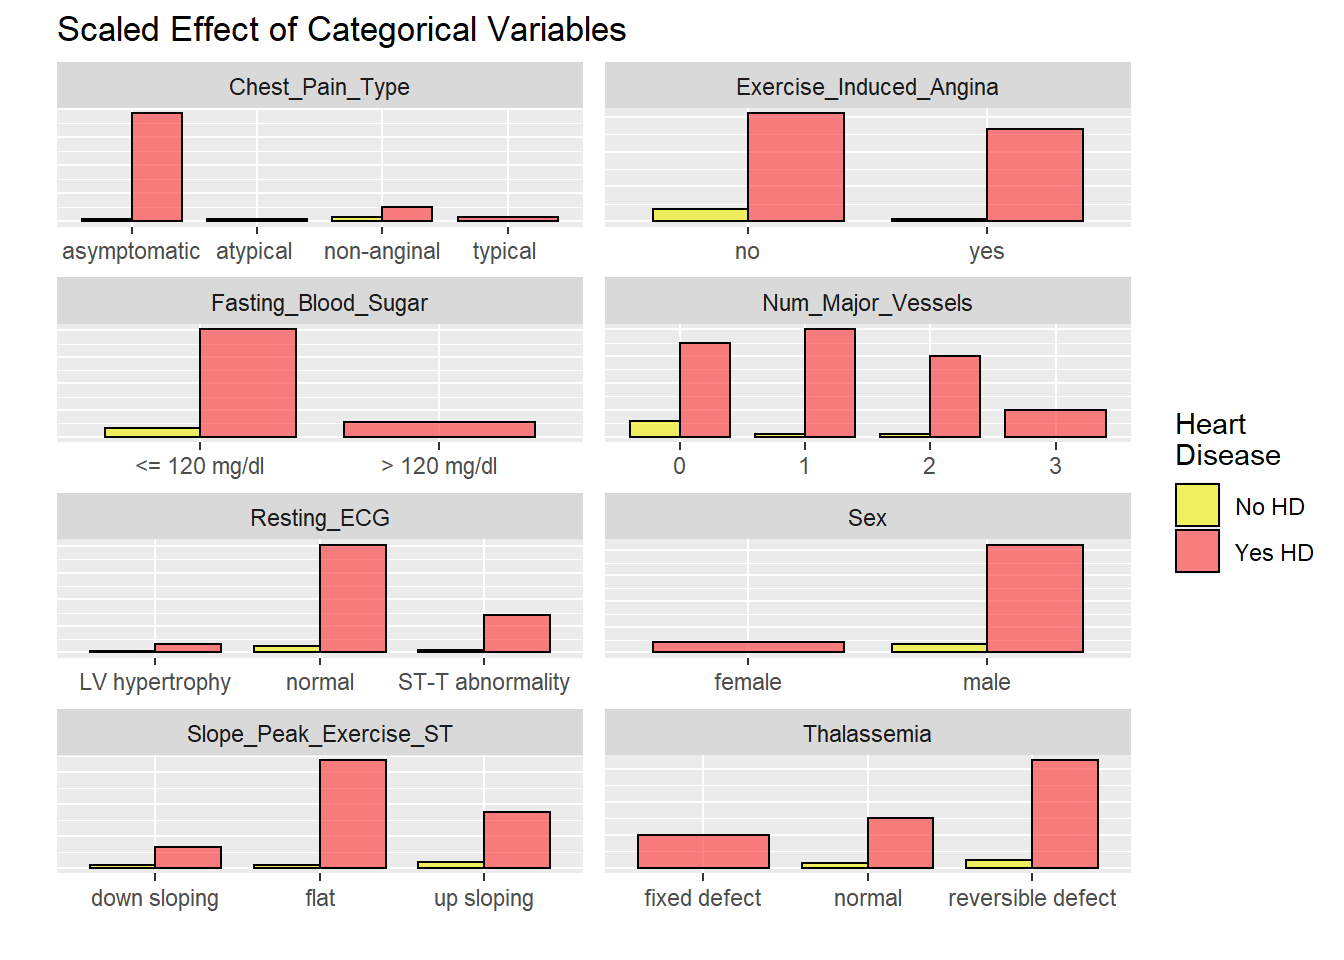 Scaled Effect of Categorical Variables
Chest_Pain_Type
asymptomatic atypical non-anginal typical
Exercise_Induced_Angina
no yes
Fasting_Blood_Sugar
<= 120 mg/dl > 120 mg/dl
Num_Major_Vessels
0 1 2 3
Resting_ECG
LV hypertrophy normal ST-T abnormality
Sex
female male
Slope_Peak_Exercise_ST
down sloping flat up sloping
Thalassemia
fixed defect normal reversible defect
Heart
Disease
No HD
Yes HD